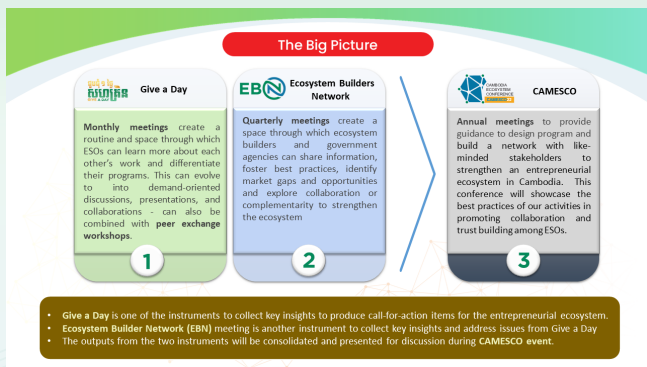 The Big Picture
Give a Day
Monthly meetings create a
routine and space through which
ESOs can learn more about each
other's work and differentiate
their programs. This can evolve
to into demand-oriented
discussions, presentations, and
collaborations - can also be
combined with peer exchange
workshops.
1
EBN
Ecosystem Builders
Network
Quarterly meetings create a
space through which ecosystem
builders and government
agencies can share information,
foster best practices, identify
market gaps and opportunities
and explore collaboration or
complementarity to strengthen
the ecosystem
2
CAMBODIA
ECOSYSTEM
CONFERENCE
CAMESCO
Annual meetings to provide
guidance to design program and
build a network with like-
minded stakeholders to
strengthen an entrepreneurial
ecosystem in Cambodia. This
conference will showcase the
best practices of our activities in
promoting collaboration and
trust building among ESOs.
3
• Give a Day is one of the instruments to collect key insights to produce call-for-action items for the entrepreneurial ecosystem.
• Ecosystem Builder Network (EBN) meeting is another instrument to collect key insights and address issues from Give a Day
• The outputs from the two instruments will be consolidated and presented for discussion during CAMESCO event.